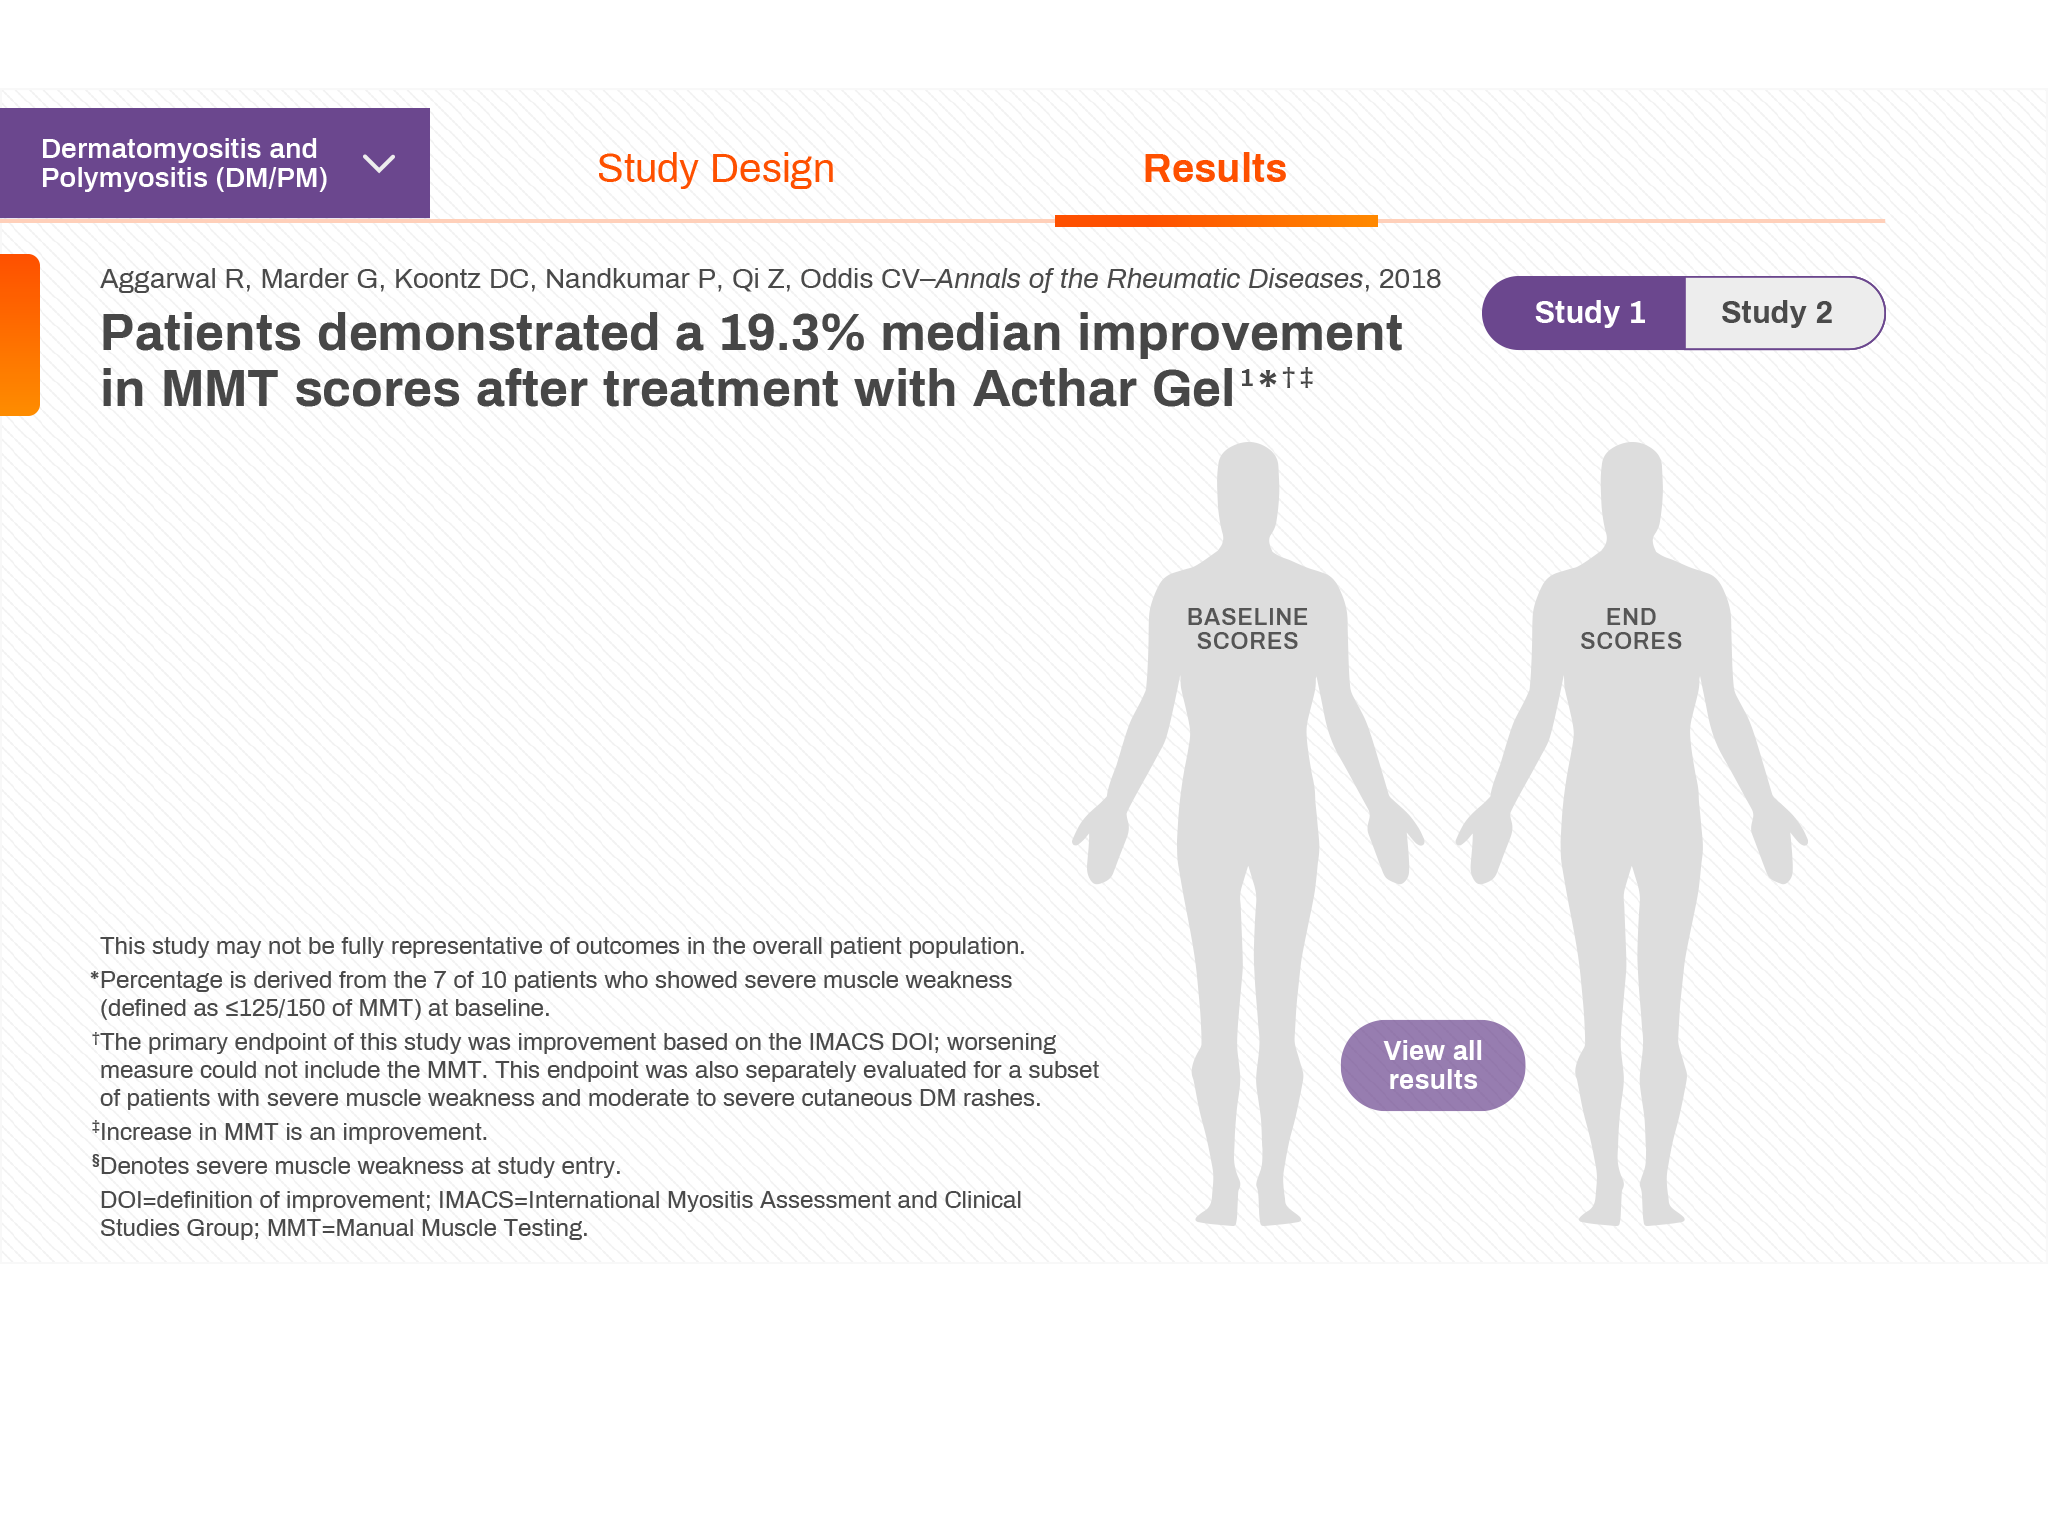 Dermatomyositis and
Polymyositis (DM/PM)
Study Design
Results
Aggarwal R, Marder G, Koontz DC, Nandkumar P, Qi Z, Oddis CV–Annals of the Rheumatic Diseases, 2018
Patients demonstrated a 19.3% median improvement
in MMT scores after treatment with Acthar Gel1*†‡
Study 1
Study 2
BASELINE
SCORES
END
SCORES
This study may not be fully representative of outcomes in the overall patient population.
*Percentage is derived from the 7 of 10 patients who showed severe muscle weakness
(defined as ≤125/150 of MMT) at baseline.
†The primary endpoint of this study was improvement based on the IMACS DOI; worsening
measure could not include the MMT. This endpoint was also separately evaluated for a subset
of patients with severe muscle weakness and moderate to severe cutaneous DM rashes.
‡Increase in MMT is an improvement.
§Denotes severe muscle weakness at study entry.
DOI=definition of improvement; IMACS=International Myositis Assessment and Clinical
Studies Group; MMT=Manual Muscle Testing.
View all
results